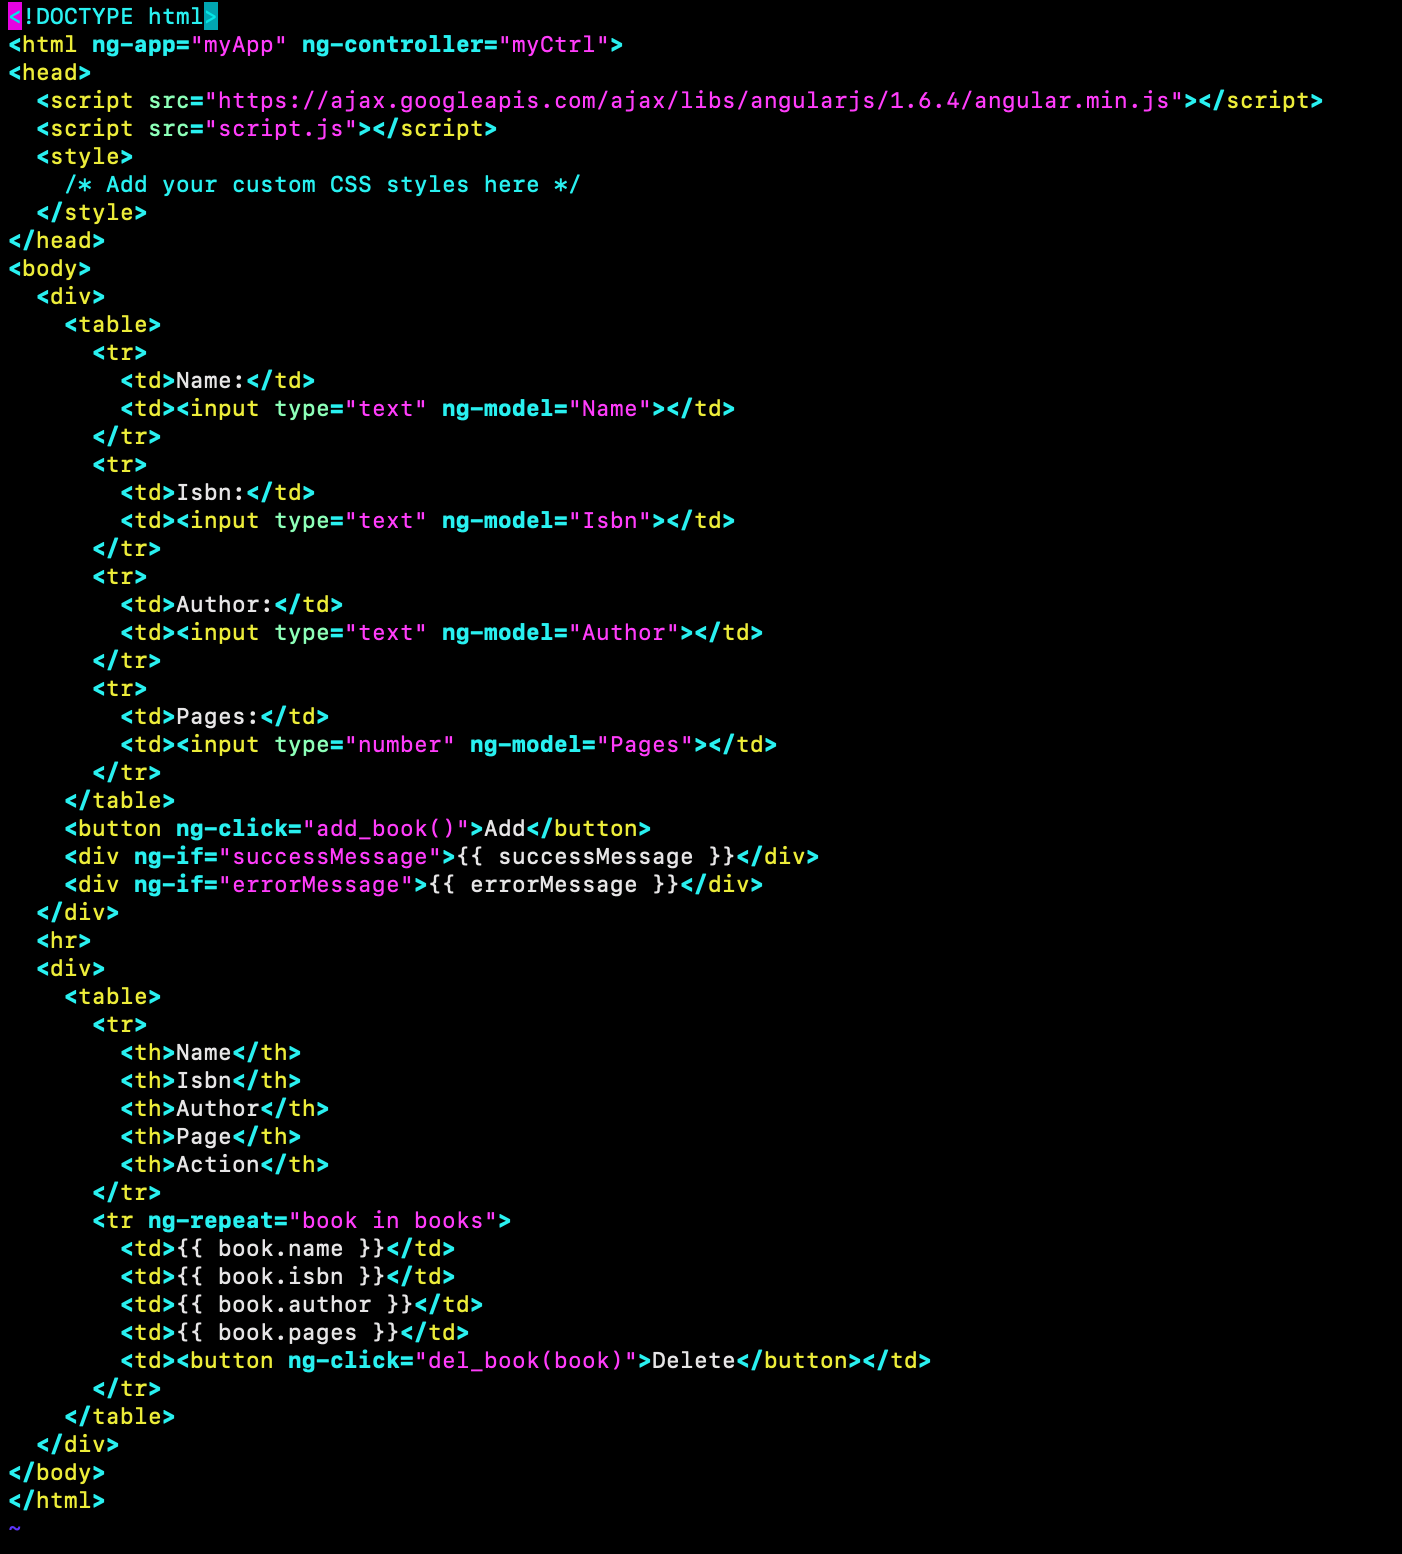 <!DOCTYPE html>
<html ng-app="myApp" ng-controller="myCtrl">
<head>
  <script src="https://ajax.googleapis.com/ajax/libs/angularjs/1.6.4/angular.min.js"></script>
  <script src="script.js"></script>
  <style>
    /* Add your custom CSS styles here */
  </style>
</head>
<body>
  <div>
    <table>
      <tr>
        <td>Name:</td>
        <td><input type="text" ng-model="Name"></td>
      </tr>
      <tr>
        <td>Isbn:</td>
        <td><input type="text" ng-model="Isbn"></td>
      </tr>
      <tr>
        <td>Author:</td>
        <td><input type="text" ng-model="Author"></td>
      </tr>
      <tr>
        <td>Pages:</td>
        <td><input type="number" ng-model="Pages"></td>
      </tr>
    </table>
    <button ng-click="add_book()">Add</button>
    <div ng-if="successMessage">{{ successMessage }}</div>
    <div ng-if="errorMessage">{{ errorMessage }}</div>
  </div>
  <hr>
  <div>
    <table>
      <tr>
        <th>Name</th>
        <th>Isbn</th>
        <th>Author</th>
        <th>Page</th>
        <th>Action</th>
      </tr>
      <tr ng-repeat="book in books">
        <td>{{ book.name }}</td>
        <td>{{ book.isbn }}</td>
        <td>{{ book.author }}</td>
        <td>{{ book.pages }}</td>
        <td><button ng-click="del_book(book)">Delete</button></td>
      </tr>
    </table>
  </div>
</body>
</html>
~